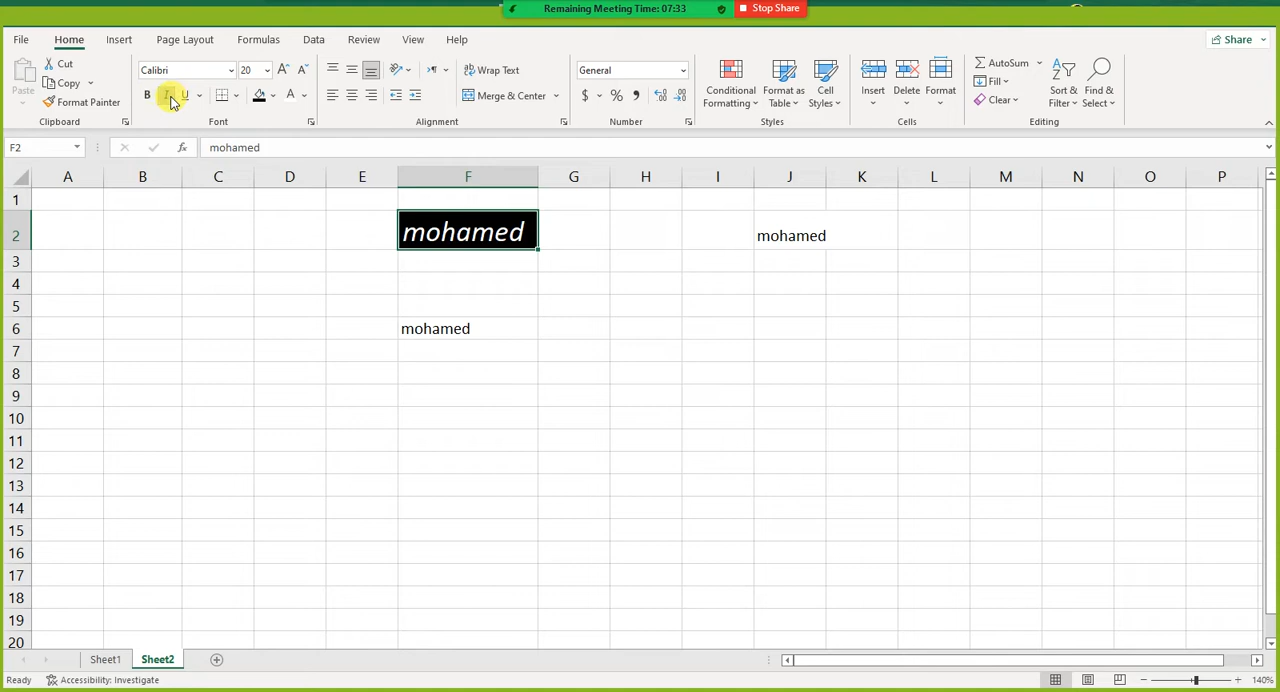 Remaining Meeting Time: 07:33
Stop Share
File Home Insert Page Layout Formulas Data Review View Help
Share
Paste
Cut
Copy
Format Painter
Clipboard
Calibri 20
B I U A
Font
Wrap Text
Merge & Center
Alignment
General
$ % 9
Number
Conditional Formatting
Format as Table
Cell Styles
Styles
Insert
Delete
Format
Cells
AutoSum
Fill
Clear
Sort & Filter
Find & Select
Editing
F2 fx mohamed
A B C D E F G H I J K L M N O P
1
2 mohamed mohamed
3
4
5
6 mohamed
7
8
9
10
11
12
13
14
15
16
17
18
19
20
Sheet1 Sheet2
Ready Accessibility: Investigate 140%